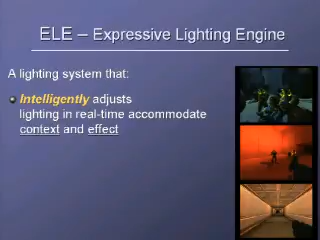 ELE – Expressive Lighting Engine
A lighting system that:
Intelligently adjusts
lighting in real-time accommodate
context and effect